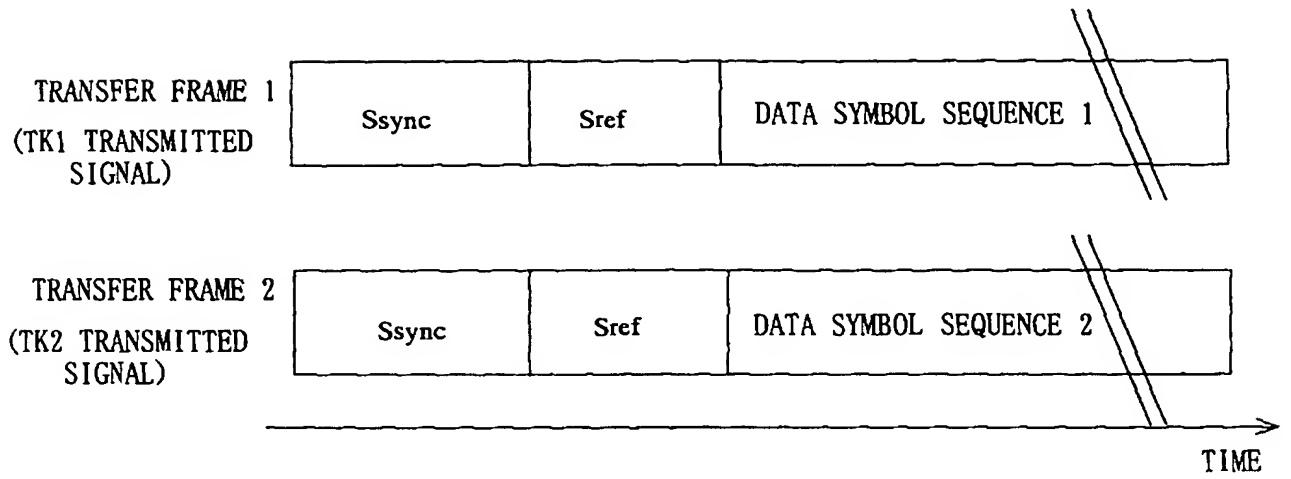 TRANSFER FRAME 1
(TK1 TRANSMITTED
SIGNAL)
Ssync
Sref
DATA SYMBOL SEQUENCE 1
TRANSFER FRAME 2
(TK2 TRANSMITTED
SIGNAL)
Ssync
Sref
DATA SYMBOL SEQUENCE 2
TIME